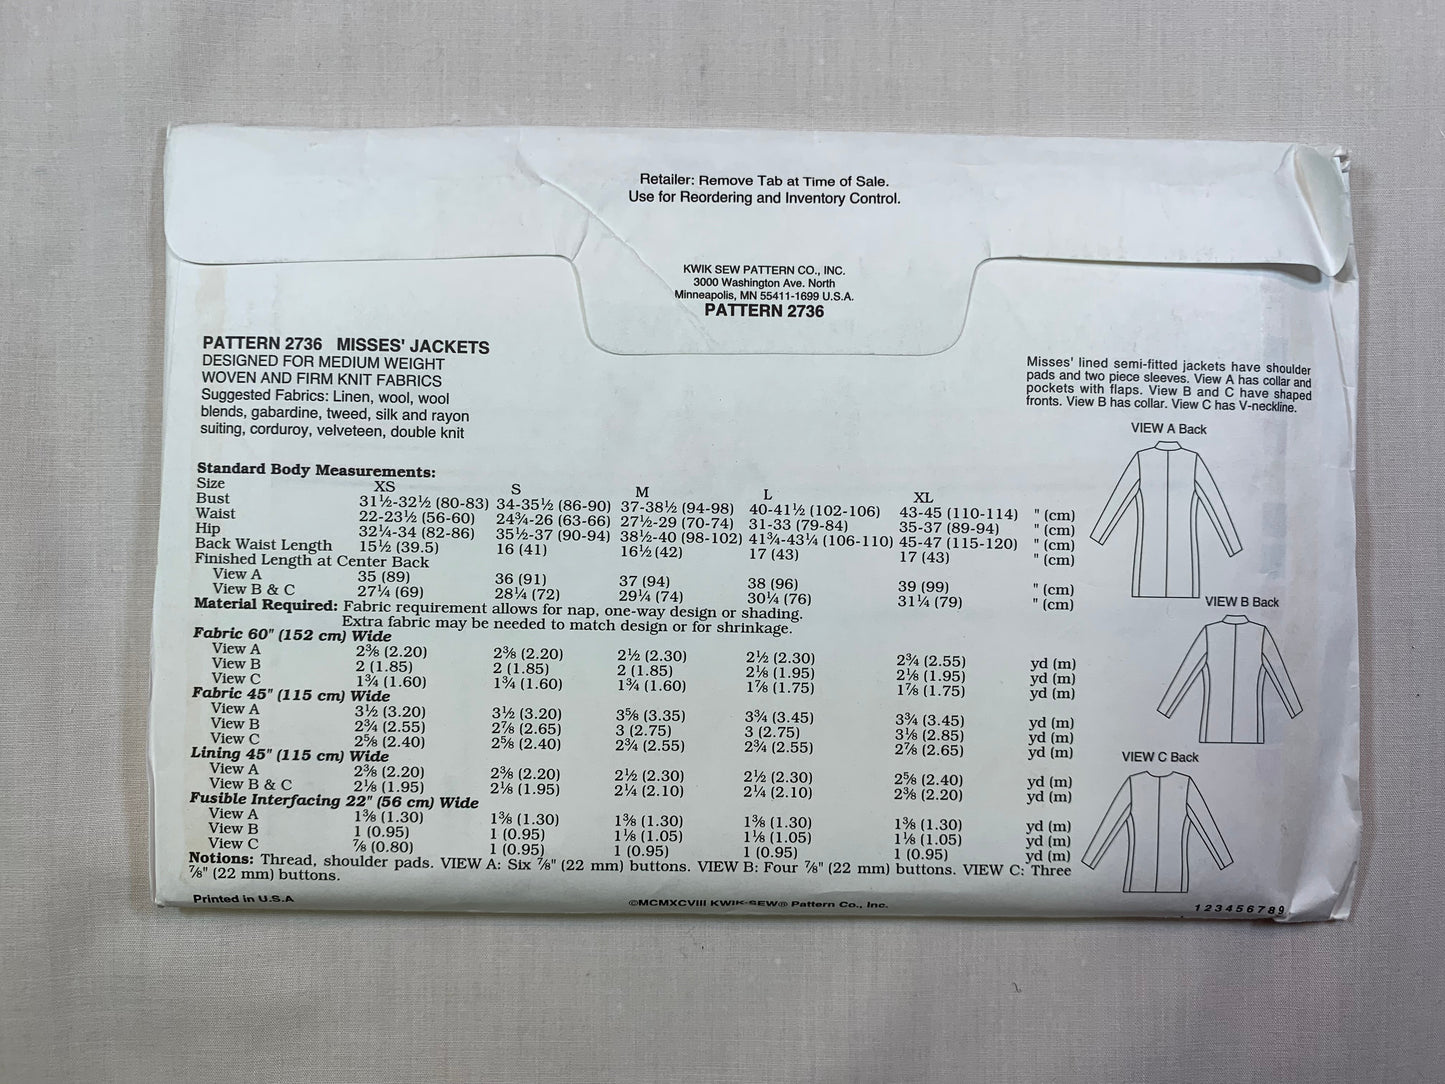 Retailer: Remove Tab at Time of Sale.
Use for Reordering and Inventory Control.
KWIK SEW PATTERN CO., INC.
3000 Washington Ave. North
Minneapolis, MN 55411-1699 U.S.A.
PATTERN 2736
PATTERN 2736 MISSES' JACKETS
DESIGNED FOR MEDIUM WEIGHT
WOVEN AND FIRM KNIT FABRICS
Suggested Fabrics: Linen, wool, wool
blends, gabardine, tweed, silk and rayon
suiting, corduroy, velveteen, double knit
Misses' lined semi-fitted jackets have shoulder
pads and two piece sleeves. View A has collar and
pockets with flaps. View B and C have shaped
fronts. View B has collar. View C has V-neckline.
VIEW A Back
VIEW B Back
VIEW C Back
Standard Body Measurements:
Size XS S M L XL
Bust 31½-32½ (80-83) 34-35½ (86-90) 37-38½ (94-98) 40-41½ (102-106) 43-45 (110-114) " (cm)
Waist 22-23½ (56-60) 24¾-26 (63-66) 27½-29 (70-74) 31-33 (79-84) 35-37 (89-94) " (cm)
Hip 32¼-34 (82-86) 35½-37 (90-94) 38½-40 (98-102) 41¾-43¼ (106-110) 45-47 (115-120) " (cm)
Back Waist Length 15½ (39.5) 16 (41) 16½ (42) 17 (43) 17 (43) " (cm)
Finished Length at Center Back
View A 35 (89) 36 (91) 37 (94) 38 (96) 39 (99) " (cm)
View B & C 27¼ (69) 28¼ (72) 29¼ (74) 30¼ (76) 31¼ (79) " (cm)
Material Required: Fabric requirement allows for nap, one-way design or shading.
Extra fabric may be needed to match design or for shrinkage.
Fabric 60" (152 cm) Wide
View A 2⅜ (2.20) 2⅜ (2.20) 2½ (2.30) 2½ (2.30) 2¾ (2.55) yd (m)
View B 2 (1.85) 2 (1.85) 2 (1.85) 2⅛ (1.95) 2⅛ (1.95) yd (m)
View C 1¾ (1.60) 1¾ (1.60) 1¾ (1.60) 1⅞ (1.75) 1⅞ (1.75) yd (m)
Fabric 45" (115 cm) Wide
View A 3½ (3.20) 3½ (3.20) 3⅝ (3.35) 3¾ (3.45) 3¾ (3.45) yd (m)
View B 2¾ (2.55) 2⅞ (2.65) 3 (2.75) 3 (2.75) 3⅛ (2.85) yd (m)
View C 2⅝ (2.40) 2⅝ (2.40) 2¾ (2.55) 2¾ (2.55) 2⅞ (2.65) yd (m)
Lining 45" (115 cm) Wide
View A 2⅜ (2.20) 2⅜ (2.20) 2½ (2.30) 2½ (2.30) 2⅝ (2.40) yd (m)
View B & C 2⅛ (1.95) 2⅛ (1.95) 2¼ (2.10) 2¼ (2.10) 2⅜ (2.20) yd (m)
Fusible Interfacing 22" (56 cm) Wide
View A 1⅜ (1.30) 1⅜ (1.30) 1⅜ (1.30) 1⅜ (1.30) 1⅜ (1.30) yd (m)
View B 1 (0.95) 1 (0.95) 1⅛ (1.05) 1⅛ (1.05) 1⅛ (1.05) yd (m)
View C ⅞ (0.80) 1 (0.95) 1 (0.95) 1 (0.95) 1 (0.95) yd (m)
Notions: Thread, shoulder pads. VIEW A: Six ⅞" (22 mm) buttons. VIEW B: Four ⅞" (22 mm) buttons. VIEW C: Three
⅞" (22 mm) buttons.
Printed in U.S.A
©MCMXCVIII KWIK-SEW® Pattern Co., Inc.
1 2 3 4 5 6 7 8 9